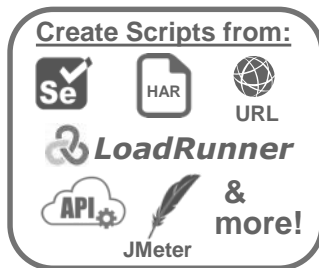 Create Scripts from:
Se
HAR
URL
LoadRunner
API
&
more!
JMeter